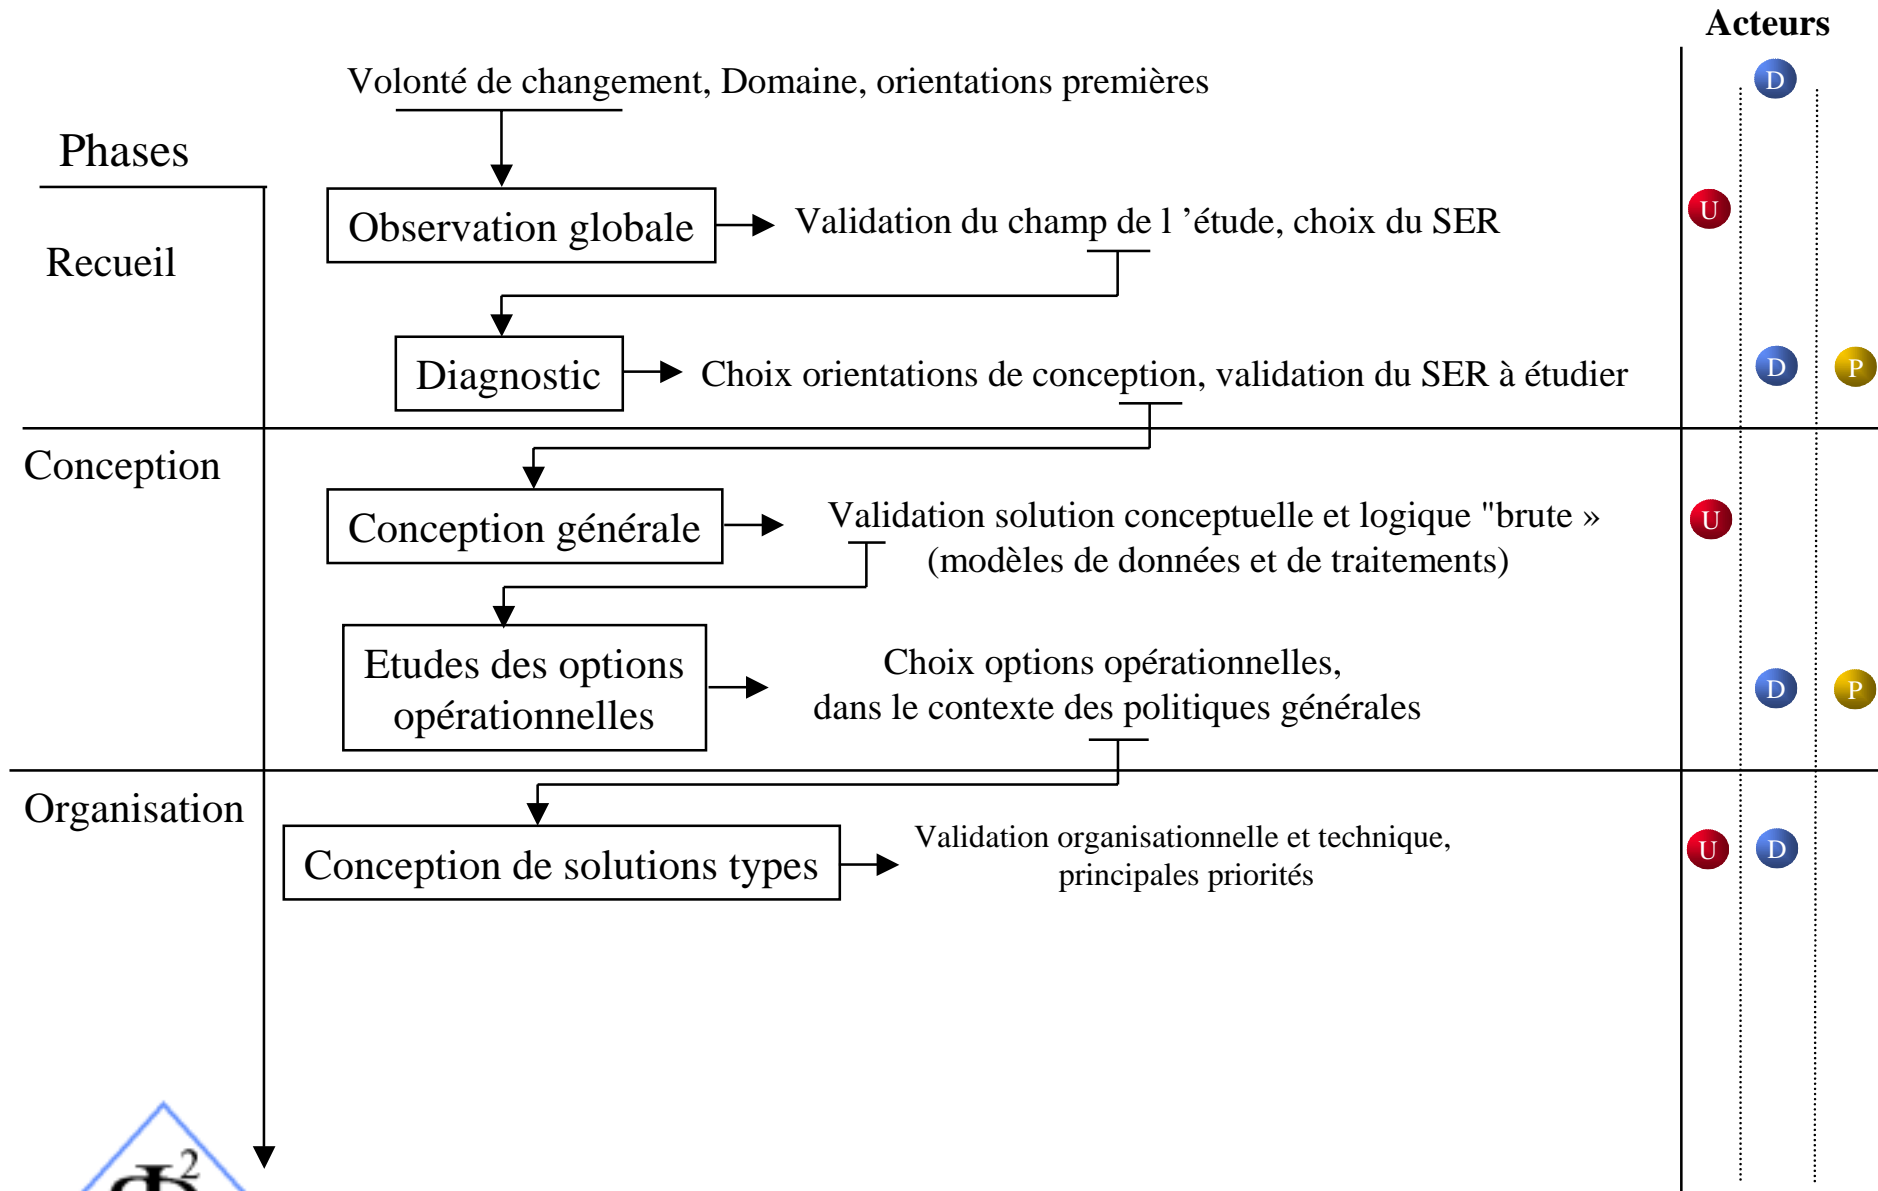 Acteurs
Volonté de changement, Domaine, orientations premières
D
Phases
Recueil
Observation globale
Validation du champ de l ’étude, choix du SER
U
Diagnostic
Choix orientations de conception, validation du SER à étudier
D
P
Conception
Conception générale
Validation solution conceptuelle et logique "brute »
(modèles de données et de traitements)
U
Etudes des options
opérationnelles
Choix options opérationnelles,
dans le contexte des politiques générales
D
P
Organisation
Conception de solutions types
Validation organisationnelle et technique,
principales priorités
U
D